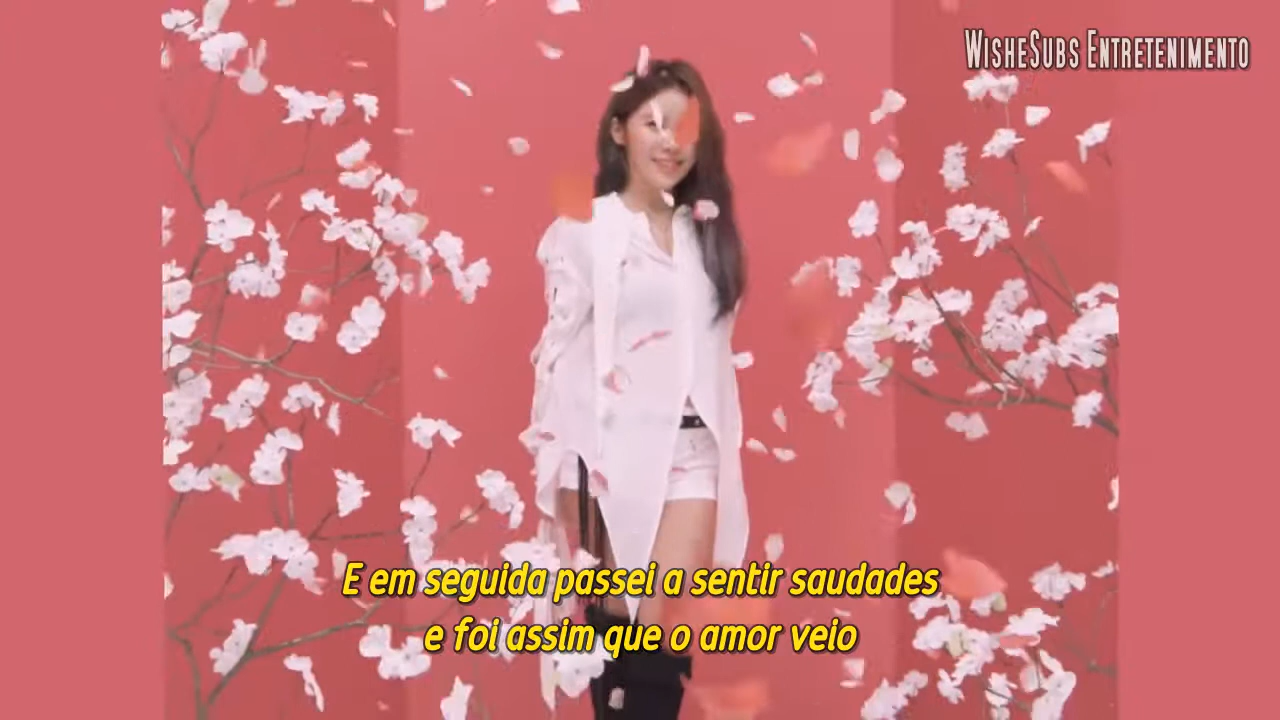 WisheSubs Entretenimento
E em seguida passei a sentir saudades
e foi assim que o amor veio